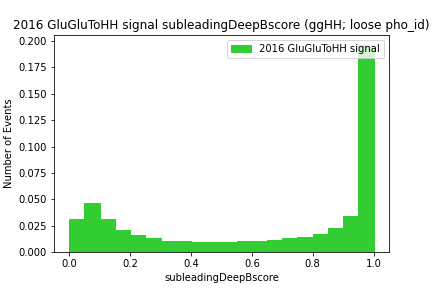 2016 GluGluToHH signal subleadingDeepBscore (ggHH; loose pho_id)
2016 GluGluToHH signal
Number of Events
0.200
0.175
0.150
0.125
0.100
0.075
0.050
0.025
0.000
0.0 0.2 0.4 0.6 0.8 1.0
subleadingDeepBscore